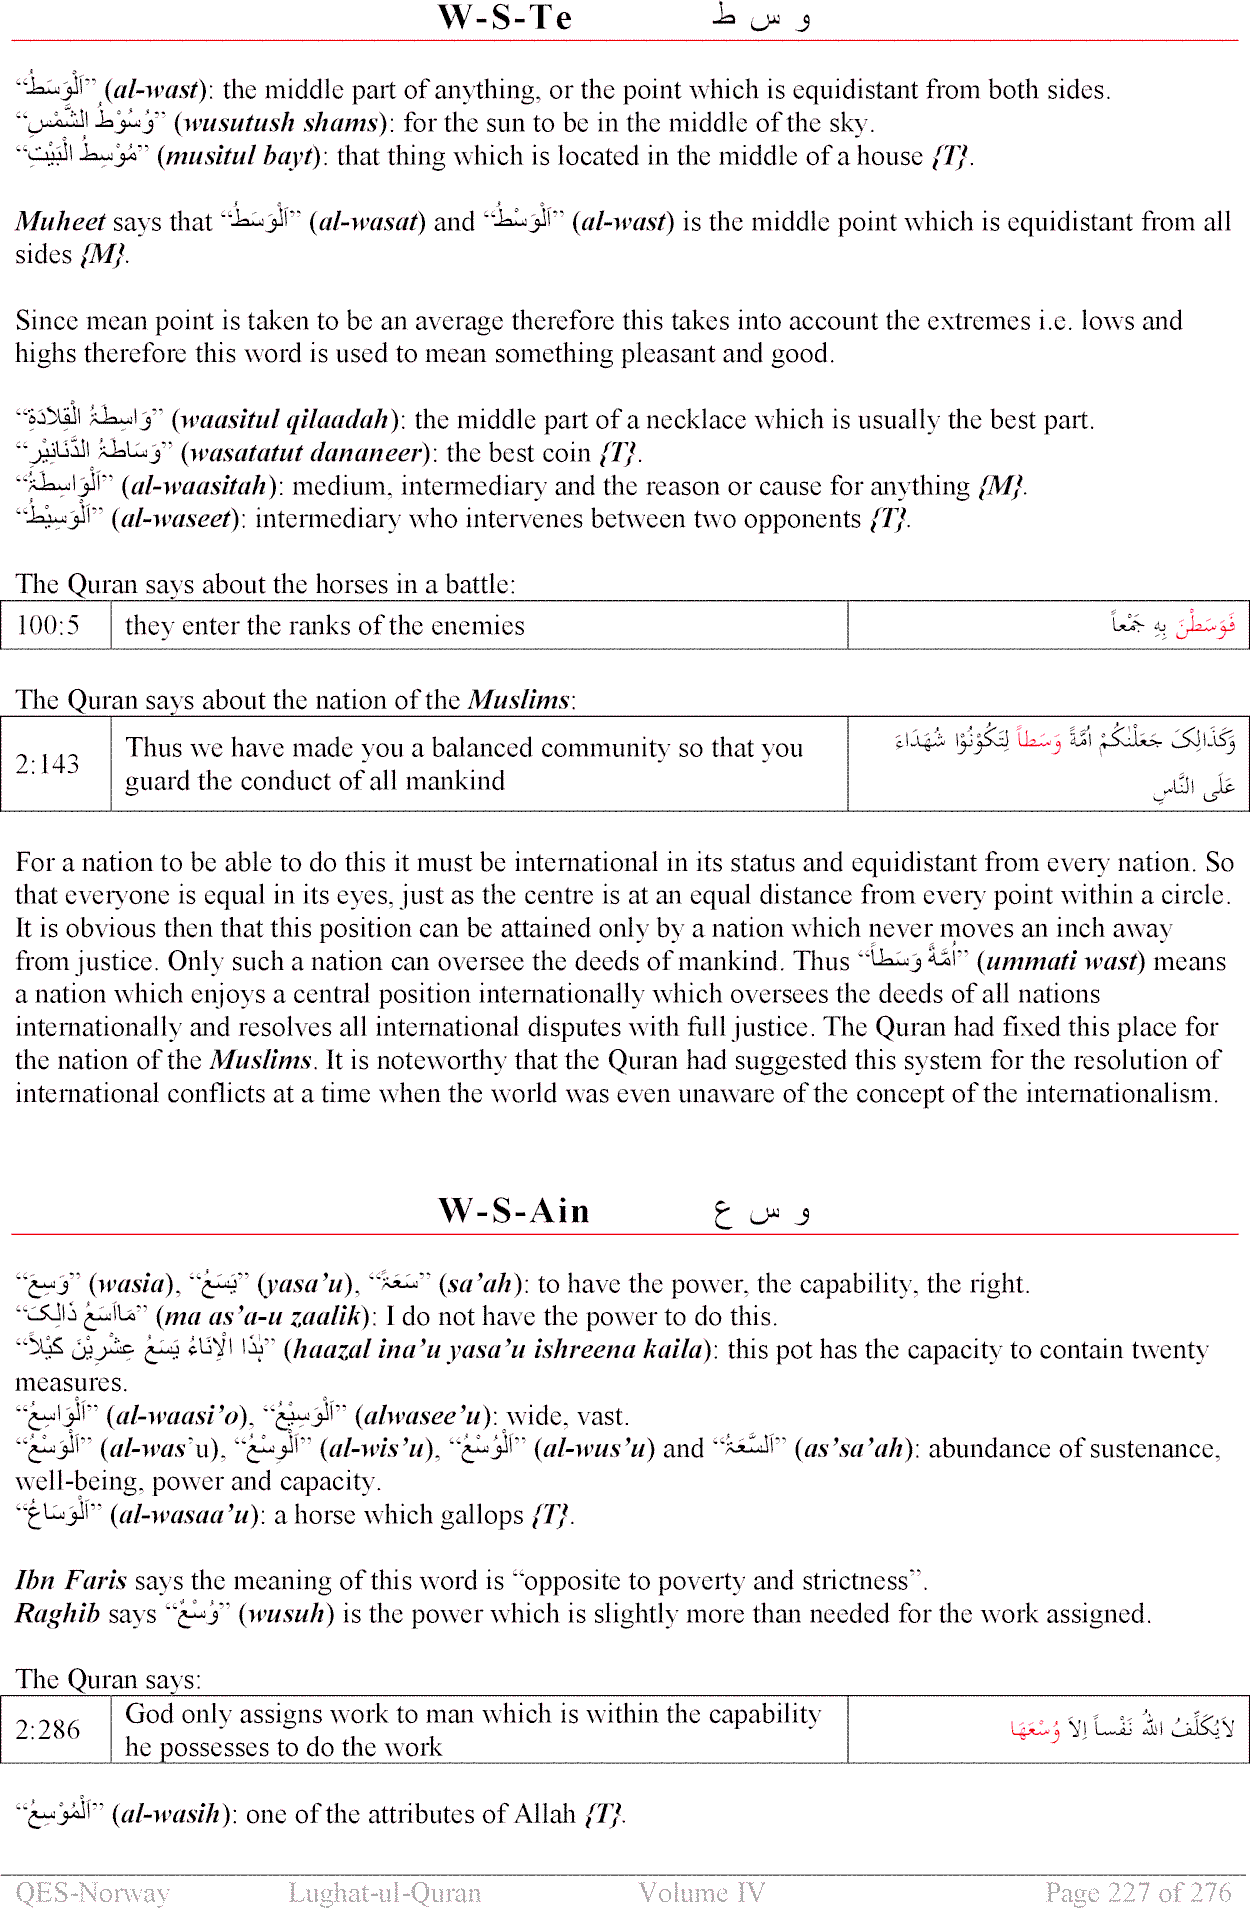 W-S-Te و س ط
“اَلْوَسَطُ” (al-wast): the middle part of anything, or the point which is equidistant from both sides.
“وُسُوْطُ الشَّمْسِ” (wusutush shams): for the sun to be in the middle of the sky.
“مُوْسِطُ الْبَيْتِ” (musitul bayt): that thing which is located in the middle of a house {T}.
Muheet says that “اَلْوَسَطُ” (al-wasat) and “اَلْوَسْطُ” (al-wast) is the middle point which is equidistant from all
sides {M}.
Since mean point is taken to be an average therefore this takes into account the extremes i.e. lows and
highs therefore this word is used to mean something pleasant and good.
“وَاسِطَۃُ الْقِلَادَةِ” (waasitul qilaadah): the middle part of a necklace which is usually the best part.
“وَسَاطَۃُ الدَّنَانِيْرِ” (wasatatut dananeer): the best coin {T}.
“اَلْوَاسِطَۃُ” (al-waasitah): medium, intermediary and the reason or cause for anything {M}.
“اَلْوَسِيْطُ” (al-waseet): intermediary who intervenes between two opponents {T}.
The Quran says about the horses in a battle:
100:5 they enter the ranks of the enemies فَوَسَطْنَ بِهِ جَمْعاً
The Quran says about the nation of the Muslims:
2:143 Thus we have made you a balanced community so that you وَكَذَالِکَ جَعَلْنٰكُمْ اُمَّةً وَسَطاً لِتَكُوْنُوْا شُهَدَاءَ
guard the conduct of all mankind عَلَى النَّاسِ
For a nation to be able to do this it must be international in its status and equidistant from every nation. So
that everyone is equal in its eyes, just as the centre is at an equal distance from every point within a circle.
It is obvious then that this position can be attained only by a nation which never moves an inch away
from justice. Only such a nation can oversee the deeds of mankind. Thus “اُمَّةً وَسَطاً” (ummati wast) means
a nation which enjoys a central position internationally which oversees the deeds of all nations
internationally and resolves all international disputes with full justice. The Quran had fixed this place for
the nation of the Muslims. It is noteworthy that the Quran had suggested this system for the resolution of
international conflicts at a time when the world was even unaware of the concept of the internationalism.
W-S-Ain و س ع
“وَسِعَ” (wasia), “يَسَعُ” (yasa’u), “سَعَۃً” (sa’ah): to have the power, the capability, the right.
“مَااَسَعُ ذَالِکَ” (ma as’a-u zaalik): I do not have the power to do this.
“ہٰذَا الْاِنَاءُ يَسَعُ عِشْرِيْنَ كَيْلاً” (haazal ina’u yasa’u ishreena kaila): this pot has the capacity to contain twenty
measures.
“اَلْوَاسِعُ” (al-waasi’o), “اَلْوَسِيْعُ” (alwasee’u): wide, vast.
“اَلْوَسْعُ” (al-was’u), “اَلْوِسْعُ” (al-wis’u), “اَلْوُسْعُ” (al-wus’u) and “اَلسَّعَۃُ” (as’sa’ah): abundance of sustenance,
well-being, power and capacity.
“اَلْوَسَاعُ” (al-wasaa’u): a horse which gallops {T}.
Ibn Faris says the meaning of this word is “opposite to poverty and strictness”.
Raghib says “وُسْعٌ” (wusuh) is the power which is slightly more than needed for the work assigned.
The Quran says:
2:286 God only assigns work to man which is within the capability لاَيُكَلِّفُ اللهُ نَفْساً اِلاَ وُسْعَهَا
he possesses to do the work
“اَلْمُوْسِعُ” (al-wasih): one of the attributes of Allah {T}.
QES-Norway Lughat-ul-Quran Volume IV Page 227 of 276